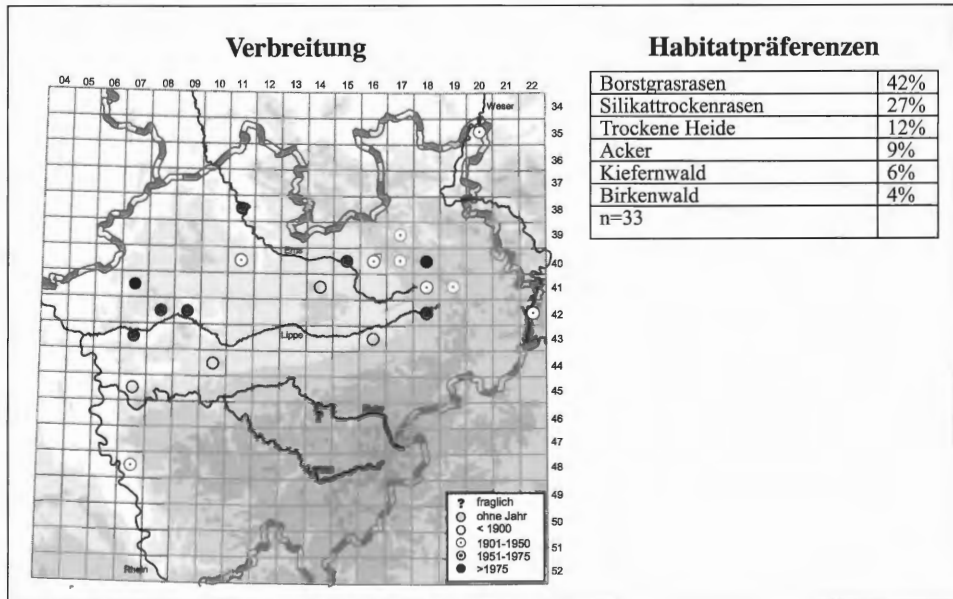 Verbreitung
04 05 06 07 08 09 10 11 12 13 14 15 16 17 18 19 20 21 22
Weser
34
35
36
37
38
39
Ems
40
41
42
Lippe
43
44
45
46
47
48
49
50
51
Rhein
52
? fraglich
ohne Jahr
< 1900
1901-1950
1951-1975
>1975
Habitatpräferenzen
Borstgrasrasen 42%
Silikattrockenrasen 27%
Trockene Heide 12%
Acker 9%
Kiefernwald 6%
Birkenwald 4%
n=33